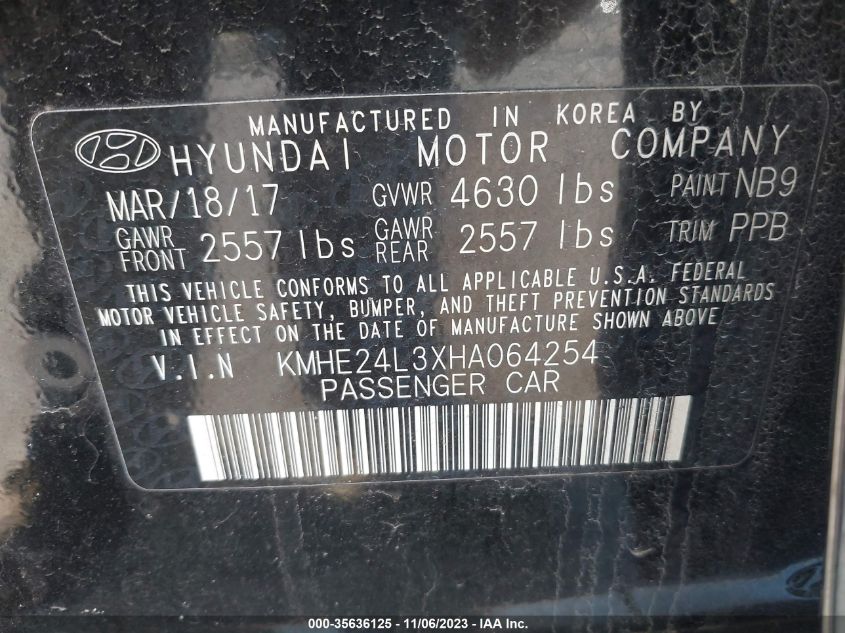 MANUFACTURED IN KOREA BY
HYUNDAI MOTOR COMPANY
MAR/18/17 GVWR 4630 lbs PAINT NB9
GAWR FRONT 2557 lbs GAWR REAR 2557 lbs TRIM PPB
THIS VEHICLE CONFORMS TO ALL APPLICABLE U.S.A. FEDERAL
MOTOR VEHICLE SAFETY, BUMPER, AND THEFT PREVENTION STANDARDS
IN EFFECT ON THE DATE OF MANUFACTURE SHOWN ABOVE
V.I.N KMHE24L3XHA064254
PASSENGER CAR
000-35636125 - 11/06/2023 - © IAA Inc.